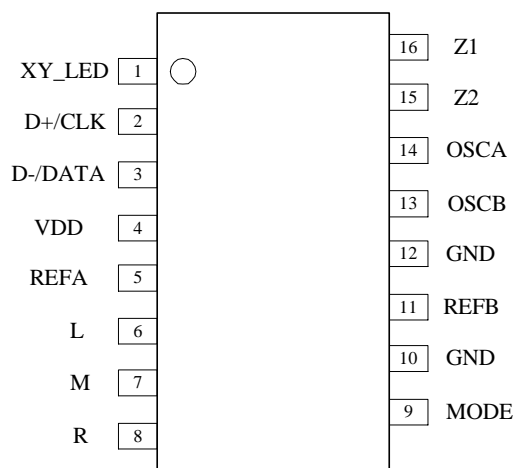 XY_LED 1
D+/CLK 2
D-/DATA 3
VDD 4
REFA 5
L 6
M 7
R 8
16 Z1
15 Z2
14 OSCA
13 OSCB
12 GND
11 REFB
10 GND
9 MODE